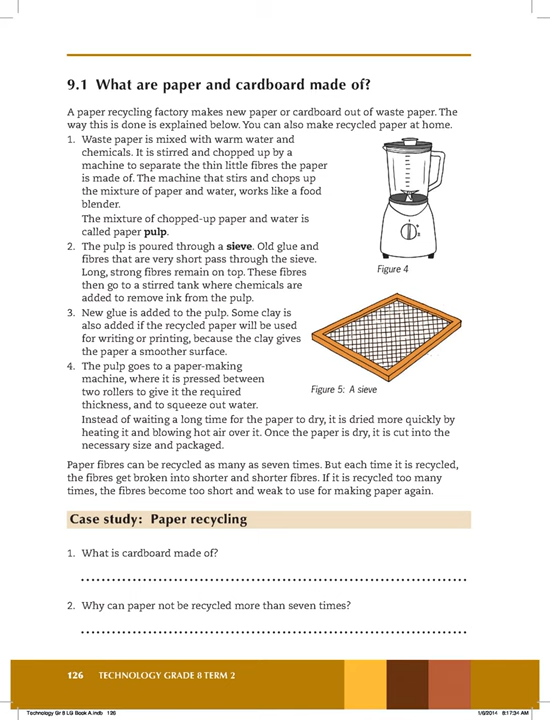 9.1 What are paper and cardboard made of?
A paper recycling factory makes new paper or cardboard out of waste paper. The
way this is done is explained below. You can also make recycled paper at home.
1. Waste paper is mixed with warm water and
chemicals. It is stirred and chopped up by a
machine to separate the thin little fibres the paper
is made of. The machine that stirs and chops up
the mixture of paper and water, works like a food
blender.
The mixture of chopped-up paper and water is
called paper pulp.
Figure 4
2. The pulp is poured through a sieve. Old glue and
fibres that are very short pass through the sieve.
Long, strong fibres remain on top. These fibres
then go to a stirred tank where chemicals are
added to remove ink from the pulp.
3. New glue is added to the pulp. Some clay is
also added if the recycled paper will be used
for writing or printing, because the clay gives
the paper a smoother surface.
4. The pulp goes to a paper-making
machine, where it is pressed between
two rollers to give it the required
thickness, and to squeeze out water.
Figure 5: A sieve
Instead of waiting a long time for the paper to dry, it is dried more quickly by
heating it and blowing hot air over it. Once the paper is dry, it is cut into the
necessary size and packaged.
Paper fibres can be recycled as many as seven times. But each time it is recycled,
the fibres get broken into shorter and shorter fibres. If it is recycled too many
times, the fibres become too short and weak to use for making paper again.
Case study: Paper recycling
1. What is cardboard made of?
2. Why can paper not be recycled more than seven times?
126 TECHNOLOGY GRADE 8 TERM 2
Technology Gr 8 LG Book A.indb 126 1/6/2014 8:17:34 AM